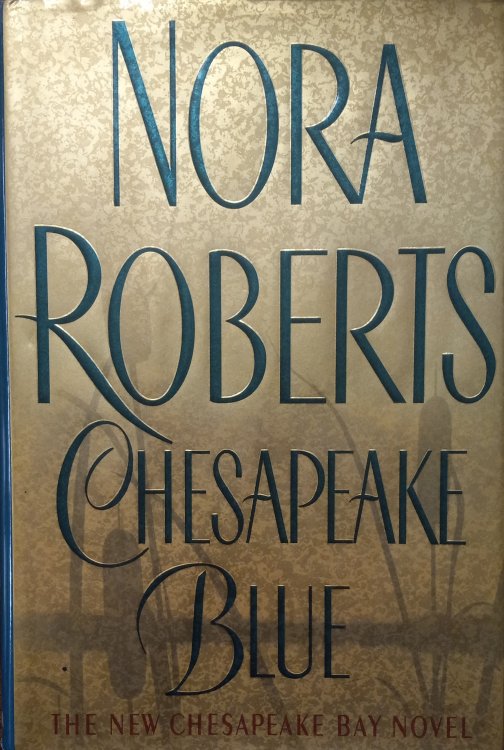 NORA
ROBERTS
CHESAPEAKE
BLUE
THE NEW CHESAPEAKE BAY NOVEL